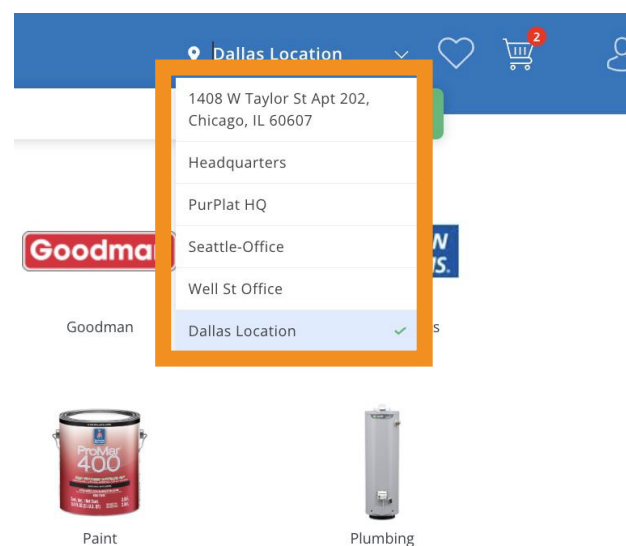 Dallas Location
2
1408 W Taylor St Apt 202,
Chicago, IL 60607
Headquarters
PurPlat HQ
Seattle-Office
Well St Office
Dallas Location
Goodman
ProMar
400
Paint
Plumbing